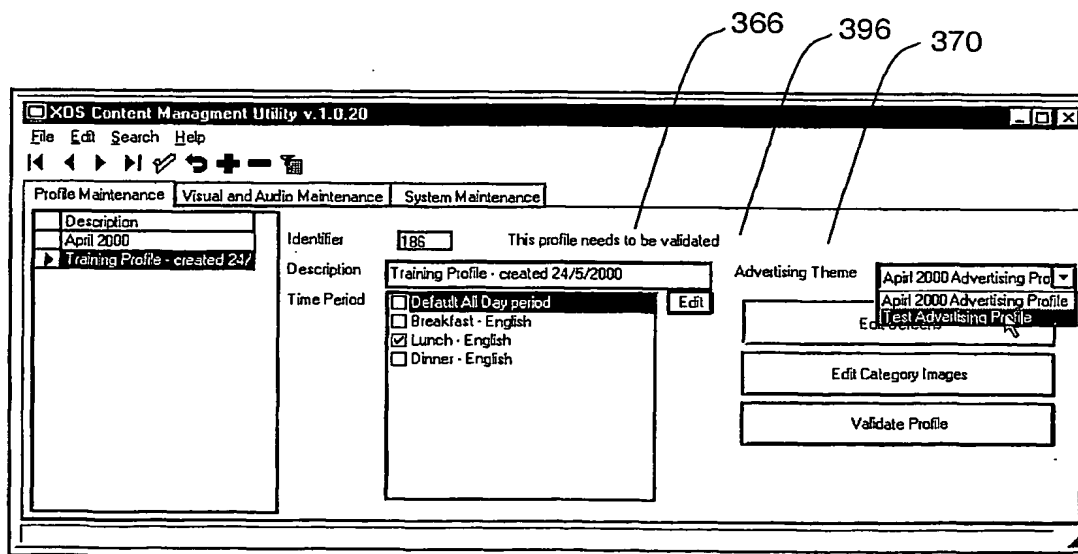 366
396
370
XOS Content Managment Utility v.1.0.20
File Edit Search Help
Profile Maintenance
Visual and Audio Maintenance
System Maintenance
Description
April 2000
Training Profile - created 24/
Identifier
186
This profile needs to be validated
Description
Training Profile - created 24/5/2000
Advertising Theme
Apirl 2000 Advertising Pro
Time Period
Default All Day period
Edit
Apirl 2000 Advertising Profile
Test Advertising Profile
Breakfast - English
Edit Screens
Lunch - English
Dinner - English
Edit Category Images
Validate Profile